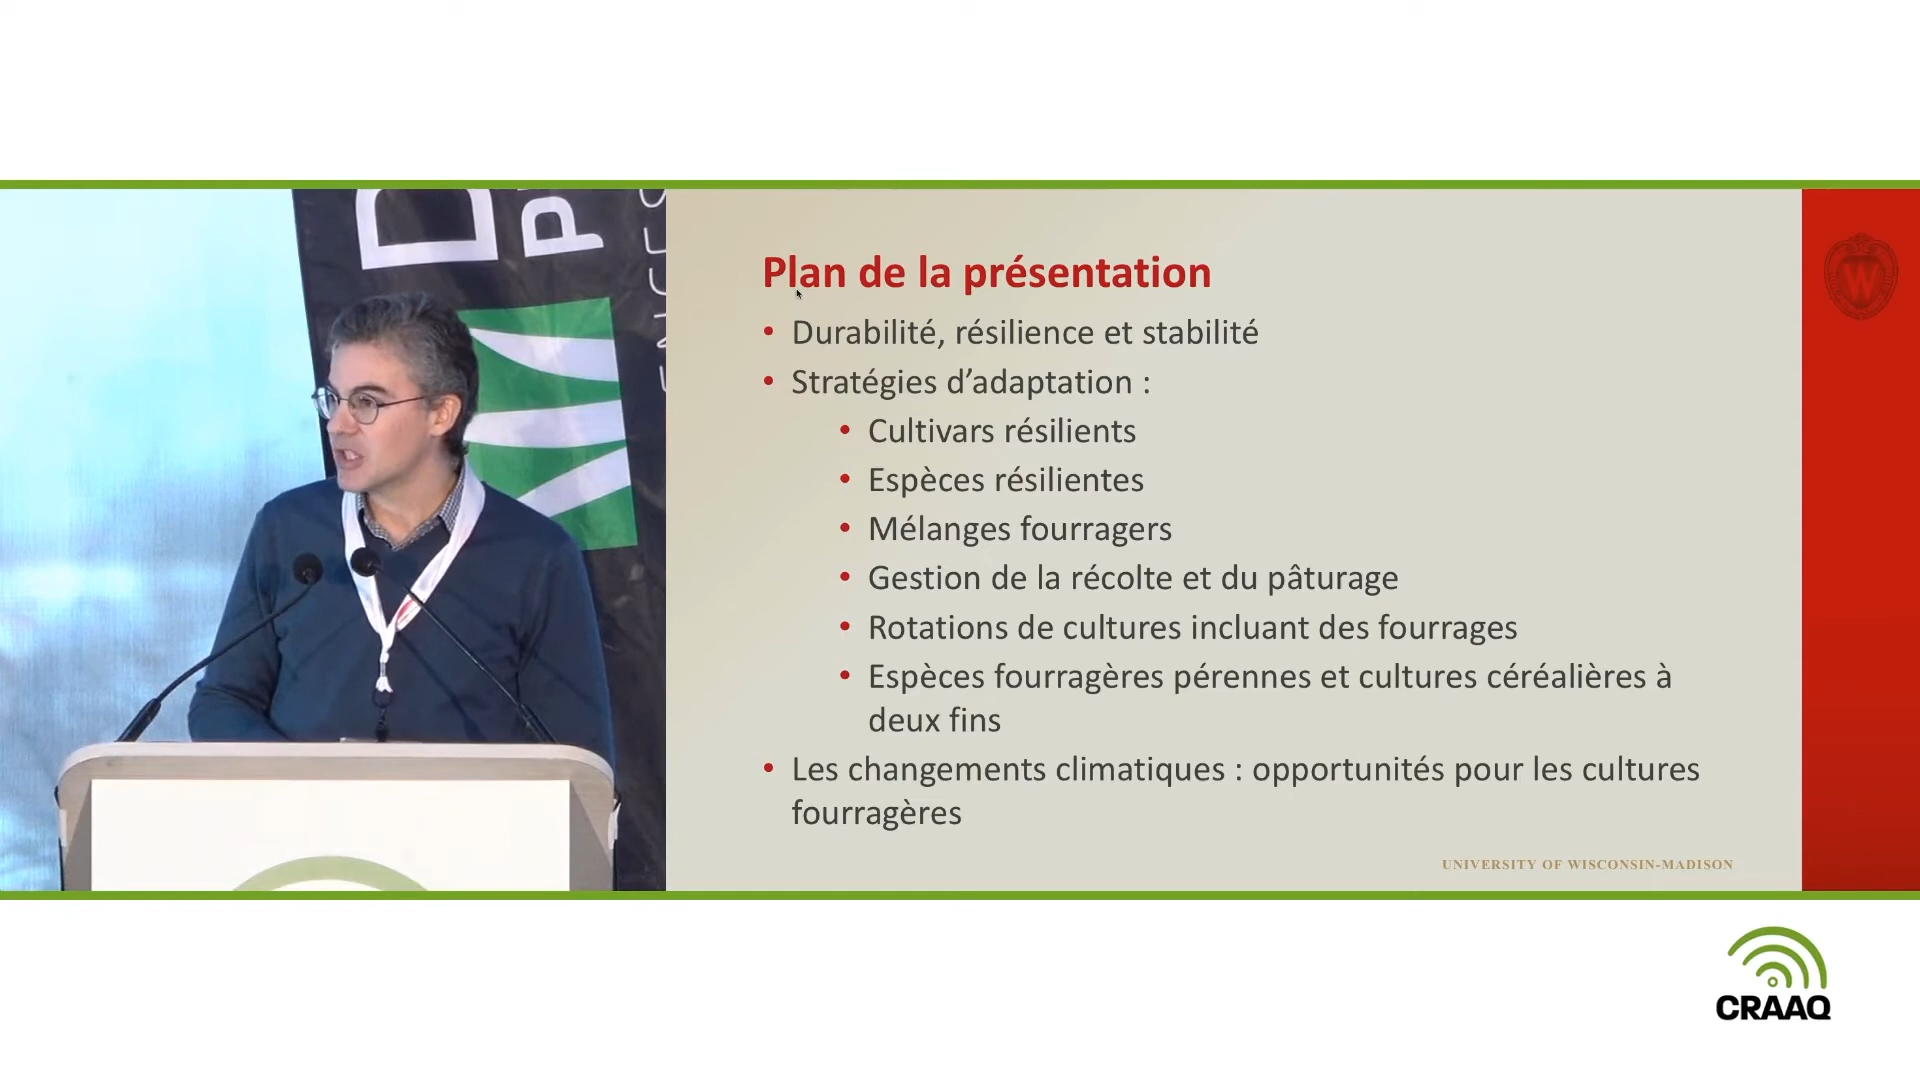 Plan de la présentation
• Durabilité, résilience et stabilité
• Stratégies d’adaptation :
• Cultivars résilients
• Espèces résilientes
• Mélanges fourragers
• Gestion de la récolte et du pâturage
• Rotations de cultures incluant des fourrages
• Espèces fourragères pérennes et cultures céréalières à
deux fins
• Les changements climatiques : opportunités pour les cultures
fourragères
UNIVERSITY OF WISCONSIN-MADISON
W
CRAAQ